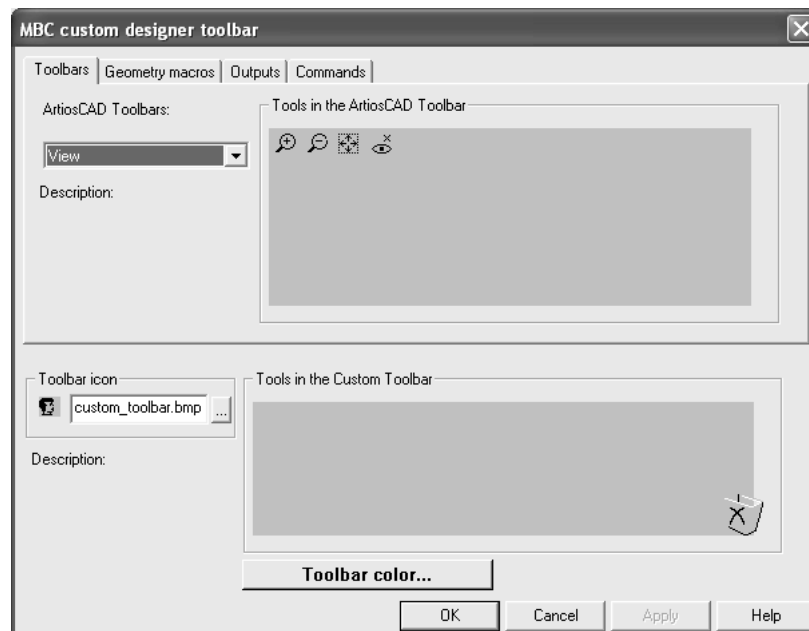 MBC custom designer toolbar
Toolbars Geometry macros Outputs Commands
ArtiosCAD Toolbars:
Tools in the ArtiosCAD Toolbar
View
Description:
Toolbar icon
Tools in the Custom Toolbar
custom_toolbar.bmp ...
Description:
Toolbar color...
OK Cancel Apply Help